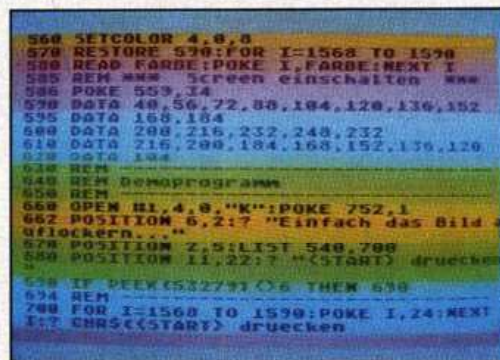 560 SETCOLOR 4,0,8
570 RESTORE 590:FOR I=1568 TO 1590
580 READ FARBE:POKE I,FARBE:NEXT I
585 REM *** Screen einschalten ***
586 POKE 559,34
590 DATA 40,56,72,88,104,120,136,152
595 DATA 168,184
600 DATA 200,216,232,248,232
610 DATA 216,200,184,168,152,136,120
620 DATA 104
630 REM
640 REM Demoprogramm
650 REM
660 OPEN #1,4,0,"K":POKE 752,1
662 POSITION 6,2:? "Einfach das Bild a
uflockern..."
670 POSITION 2,5:LIST 540,700
680 POSITION 11,22:? "<START> druecken
"
690 IF PEEK(53279)<>6 THEN 690
694 REM
700 FOR I=1568 TO 1590:POKE I,24:NEXT
I:? CHR$(<START> druecken